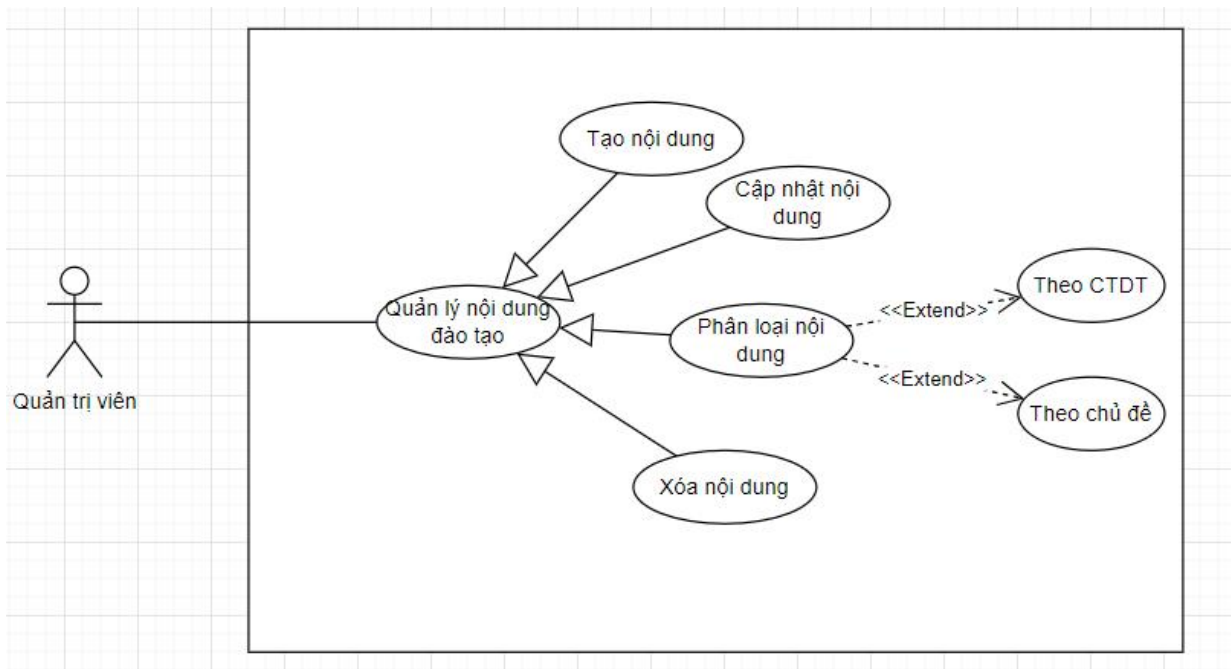 Tạo nội dung
Cập nhật nội
dung
Quản lý nội dung
đào tạo
Phân loại nội
dung
<<Extend>>
Theo CTDT
<<Extend>>
Theo chủ đề
Xóa nội dung
Quản trị viên